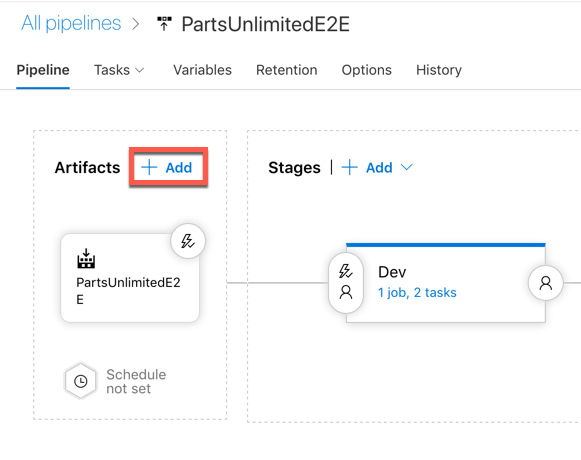 All pipelines > PartsUnlimitedE2E
Pipeline Tasks Variables Retention Options History
Artifacts + Add Stages | + Add
PartsUnlimitedE2
E
Dev
1 job, 2 tasks
Schedule
not set